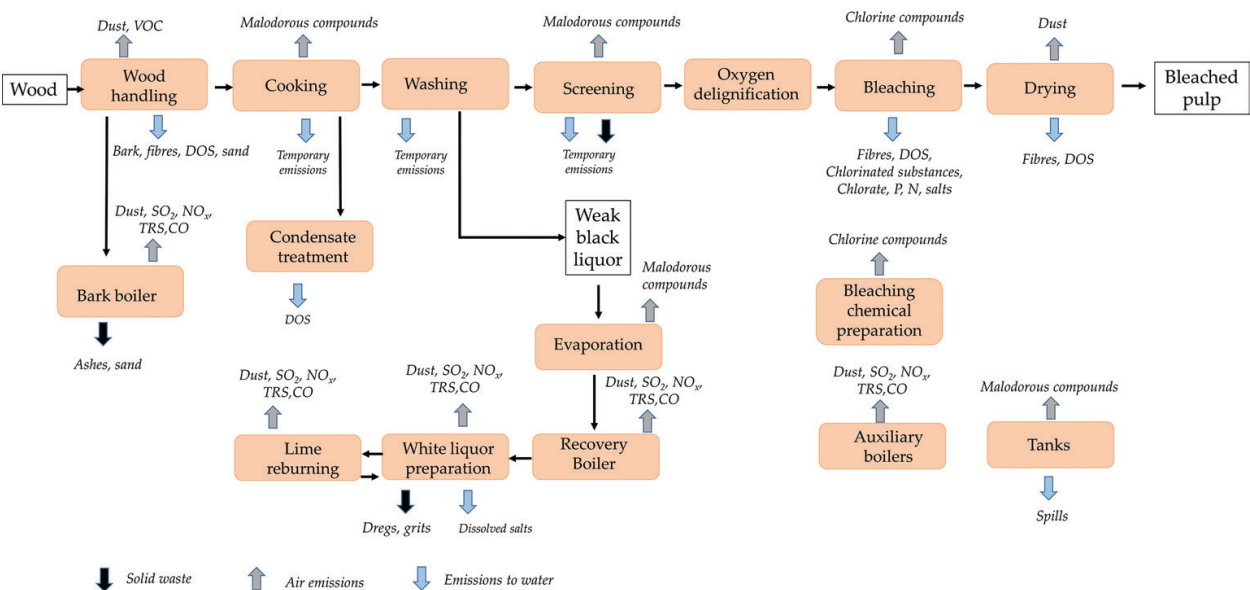 Dust, VOC
Malodorous compounds
Malodorous compounds
Chlorine compounds
Dust
Wood
Wood
handling
Cooking
Washing
Screening
Oxygen
delignification
Bleaching
Drying
Bleached
pulp
Bark, fibres, DOS, sand
Temporary
emissions
Temporary
emissions
Temporary
emissions
Fibres, DOS,
Chlorinated substances,
Chlorate, P, N, salts
Fibres, DOS
Dust, SO₂, NOₓ,
TRS,CO
Bark boiler
Ashes, sand
Condensate
treatment
DOS
Weak
black
liquor
Malodorous
compounds
Evaporation
Chlorine compounds
Bleaching
chemical
preparation
Dust, SO₂, NOₓ,
TRS,CO
Dust, SO₂, NOₓ,
TRS,CO
Dust, SO₂, NOₓ,
TRS,CO
Dust, SO₂, NOₓ,
TRS,CO
Malodorous compounds
Lime
reburning
White liquor
preparation
Recovery
Boiler
Auxiliary
boilers
Tanks
Dregs, grits
Dissolved salts
Spills
Solid waste
Air emissions
Emissions to water